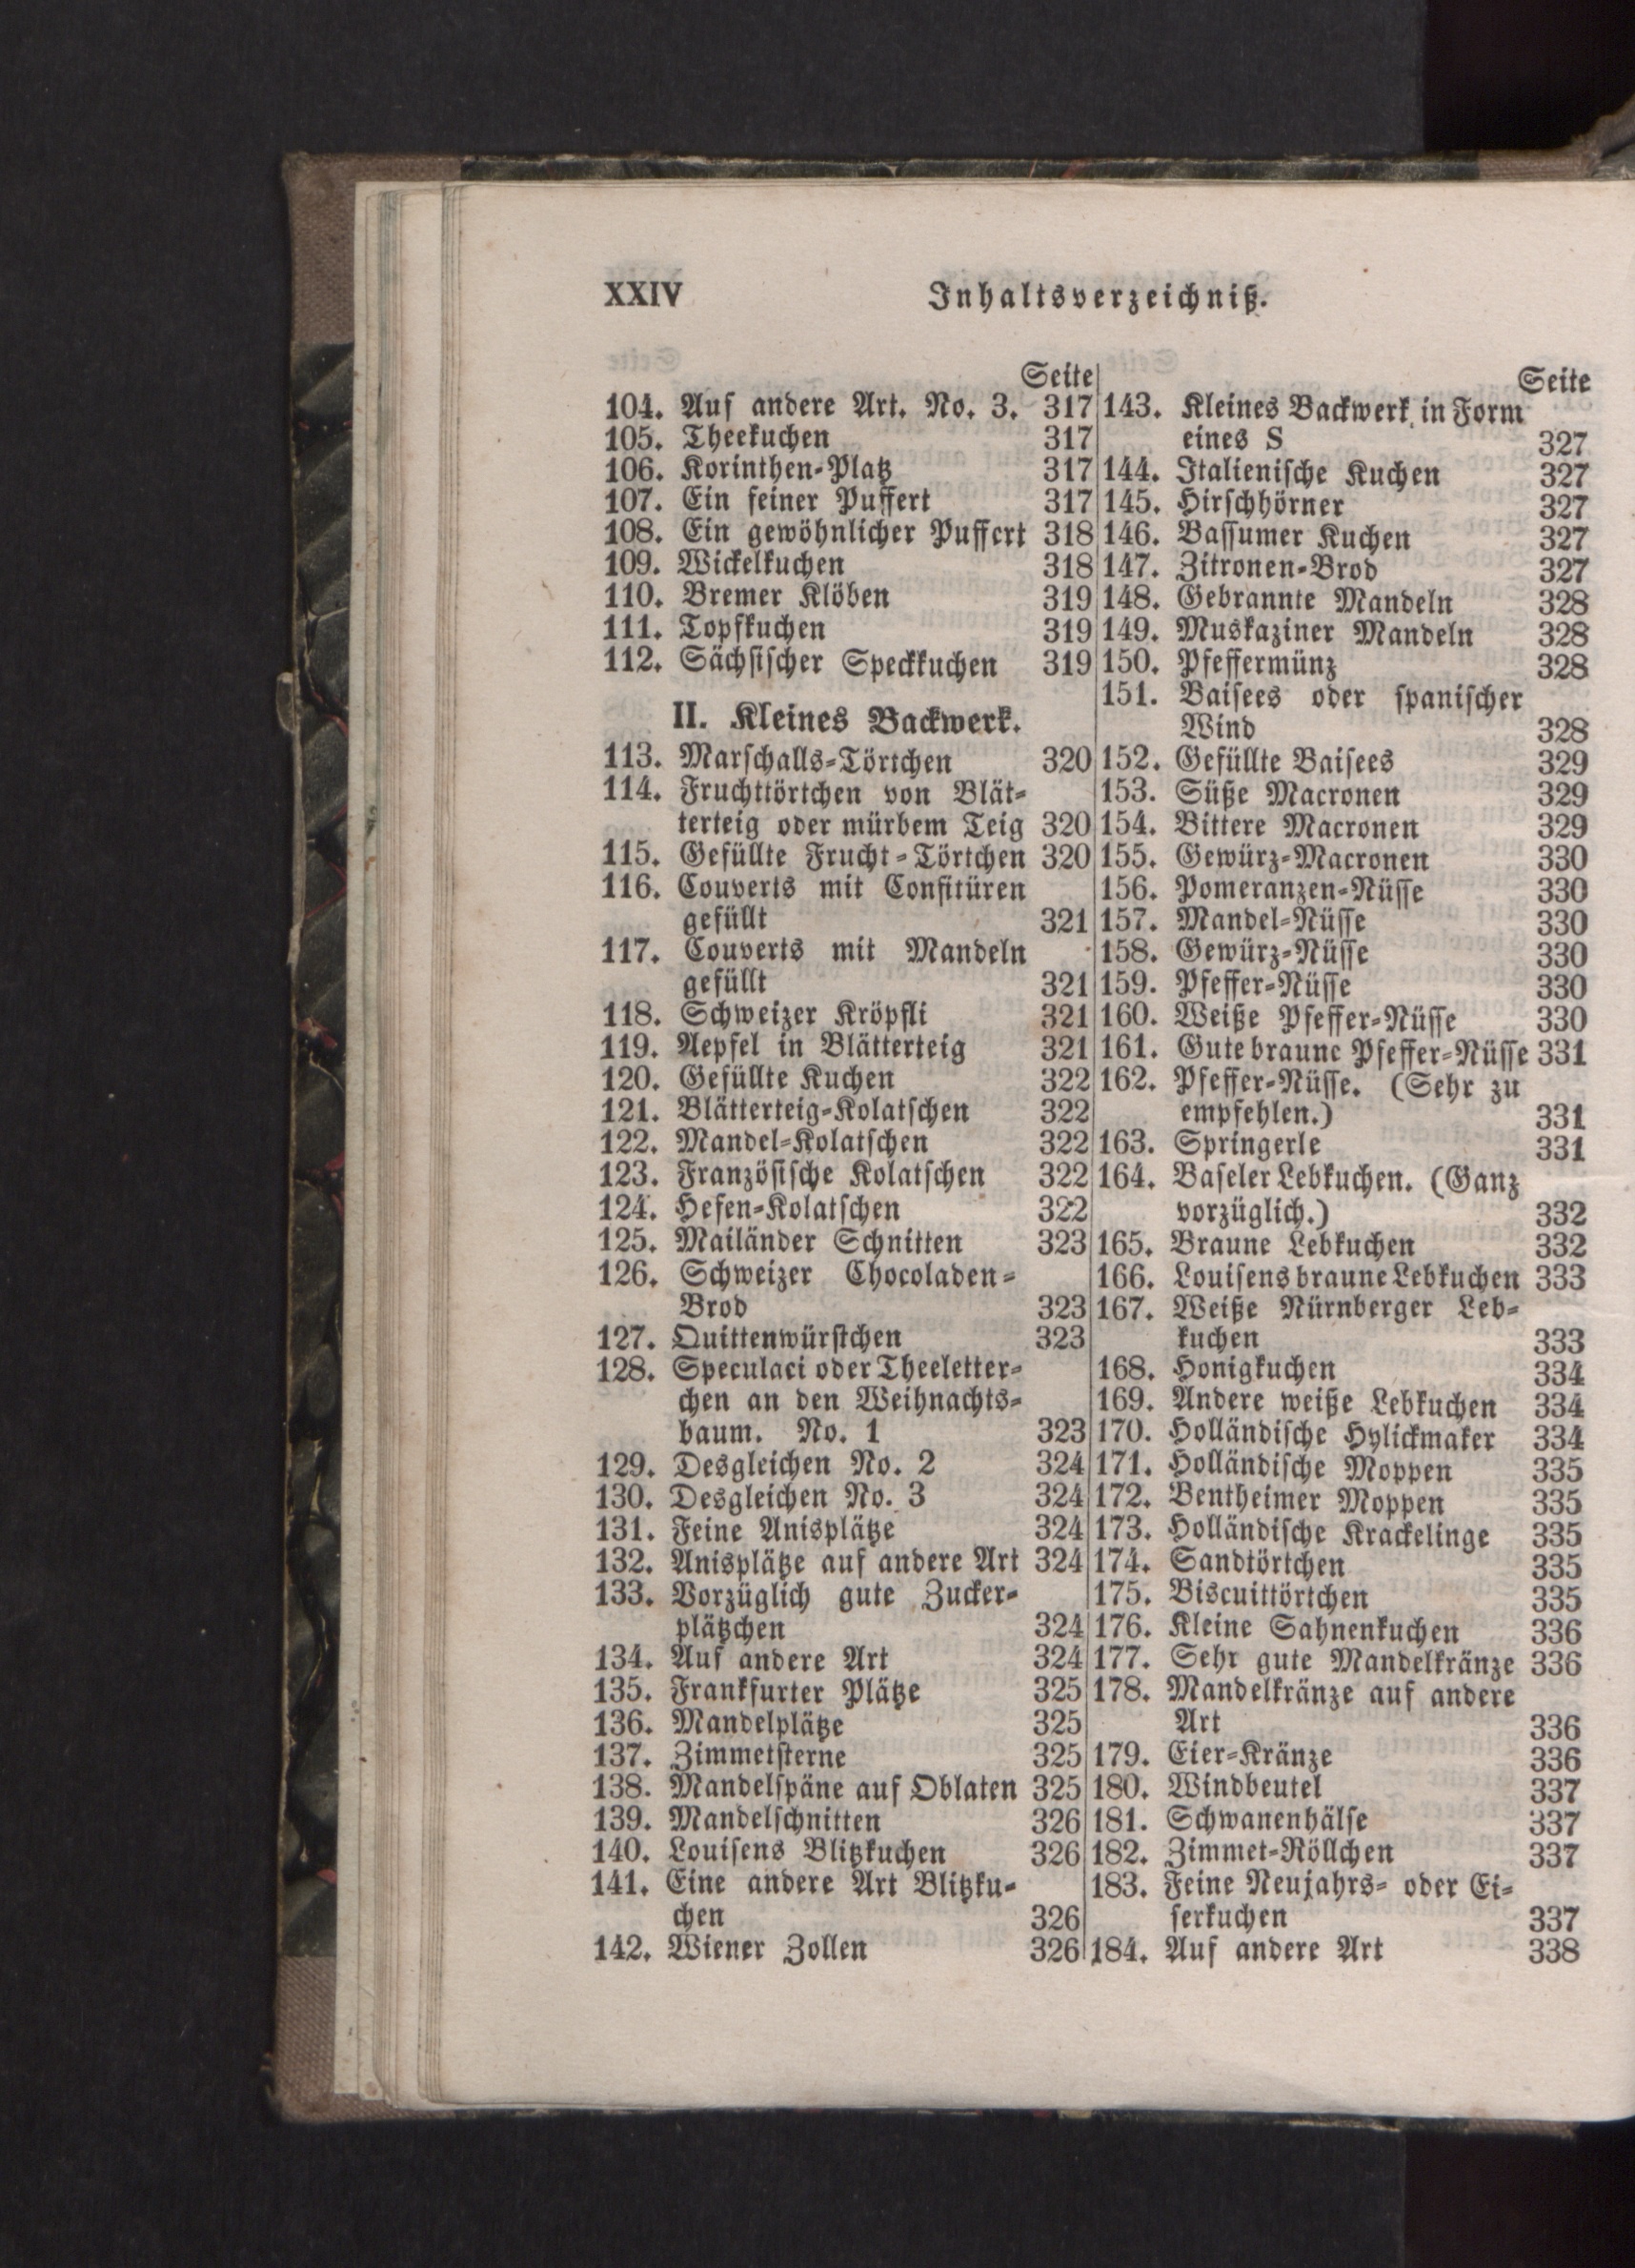 XXIV
Inhaltsverzeichniß.
Seite
104. Auf andere Art. No. 3. 317
105. Theekuchen 317
106. Korinthen-Platz 317
107. Ein feiner Puffert 317
108. Ein gewöhnlicher Puffert 318
109. Wickelkuchen 318
110. Bremer Klöben 319
111. Topfkuchen 319
112. Sächsischer Speckkuchen 319
II. Kleines Backwerk.
113. Marschalls-Törtchen 320
114. Fruchttörtchen von Blät-
terteig oder mürbem Teig 320
115. Gefüllte Frucht-Törtchen 320
116. Couverts mit Confitüren
gefüllt 321
117. Couverts mit Mandeln
gefüllt 321
118. Schweizer Kröpfli 321
119. Aepfel in Blätterteig 321
120. Gefüllte Kuchen 322
121. Blätterteig-Kolatschen 322
122. Mandel-Kolatschen 322
123. Französische Kolatschen 322
124. Hefen-Kolatschen 322
125. Mailänder Schnitten 323
126. Schweizer Chocoladen-
Brod 323
127. Quittenwürstchen 323
128. Speculaci oder Theeletter-
chen an den Weihnachts-
baum. No. 1 323
129. Desgleichen No. 2 324
130. Desgleichen No. 3 324
131. Feine Anisplätze 324
132. Anisplätze auf andere Art 324
133. Vorzüglich gute Zucker-
plätzchen 324
134. Auf andere Art 324
135. Frankfurter Plätze 325
136. Mandelplätze 325
137. Zimmetsterne 325
138. Mandelspäne auf Oblaten 325
139. Mandelschnitten 326
140. Louisens Blitzkuchen 326
141. Eine andere Art Blitzku-
chen 326
142. Wiener Zollen 326
Seite
143. Kleines Backwerk in Form
eines S 327
144. Italienische Kuchen 327
145. Hirschhörner 327
146. Bassumer Kuchen 327
147. Zitronen-Brod 327
148. Gebrannte Mandeln 328
149. Muskaziner Mandeln 328
150. Pfeffermünz 328
151. Baisees oder spanischer
Wind 328
152. Gefüllte Baisees 329
153. Süße Macronen 329
154. Bittere Macronen 329
155. Gewürz-Macronen 330
156. Pomeranzen-Nüsse 330
157. Mandel-Nüsse 330
158. Gewürz-Nüsse 330
159. Pfeffer-Nüsse 330
160. Weiße Pfeffer-Nüsse 330
161. Gute braune Pfeffer-Nüsse 331
162. Pfeffer-Nüsse. (Sehr zu
empfehlen.) 331
163. Springerle 331
164. Baseler Lebkuchen. (Ganz
vorzüglich.) 332
165. Braune Lebkuchen 332
166. Louisens braune Lebkuchen 333
167. Weiße Nürnberger Leb-
kuchen 333
168. Honigkuchen 334
169. Andere weiße Lebkuchen 334
170. Holländische Hylickmaker 334
171. Holländische Moppen 335
172. Bentheimer Moppen 335
173. Holländische Krackelinge 335
174. Sandtörtchen 335
175. Biscuittörtchen 335
176. Kleine Sahnenkuchen 336
177. Sehr gute Mandelkränze 336
178. Mandelkränze auf andere
Art 336
179. Eier-Kränze 336
180. Windbeutel 337
181. Schwanenhälse 337
182. Zimmet-Röllchen 337
183. Feine Neujahrs- oder Ei-
serkuchen 337
184. Auf andere Art 338